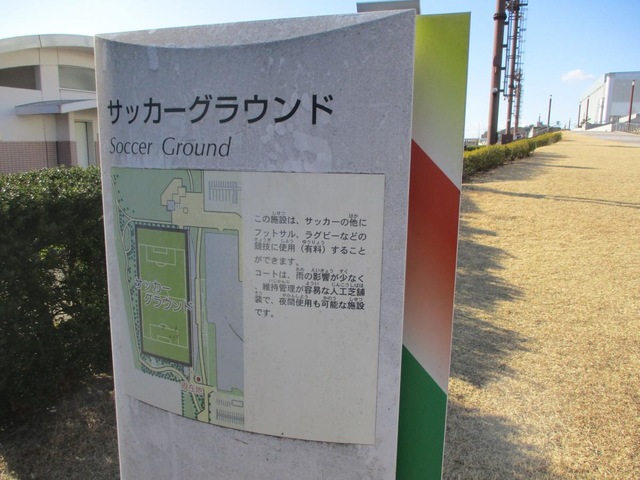 サッカーグラウンド
Soccer Ground
この施設は、サッカーの他に
フットサル、ラグビーなどの
競技に使用（有料）すること
ができます。
コートは、雨の影響が少なく
、維持管理が容易な人工芝舗
装で、夜間使用も可能な施設
です。
サッカー
グラウンド
現在地